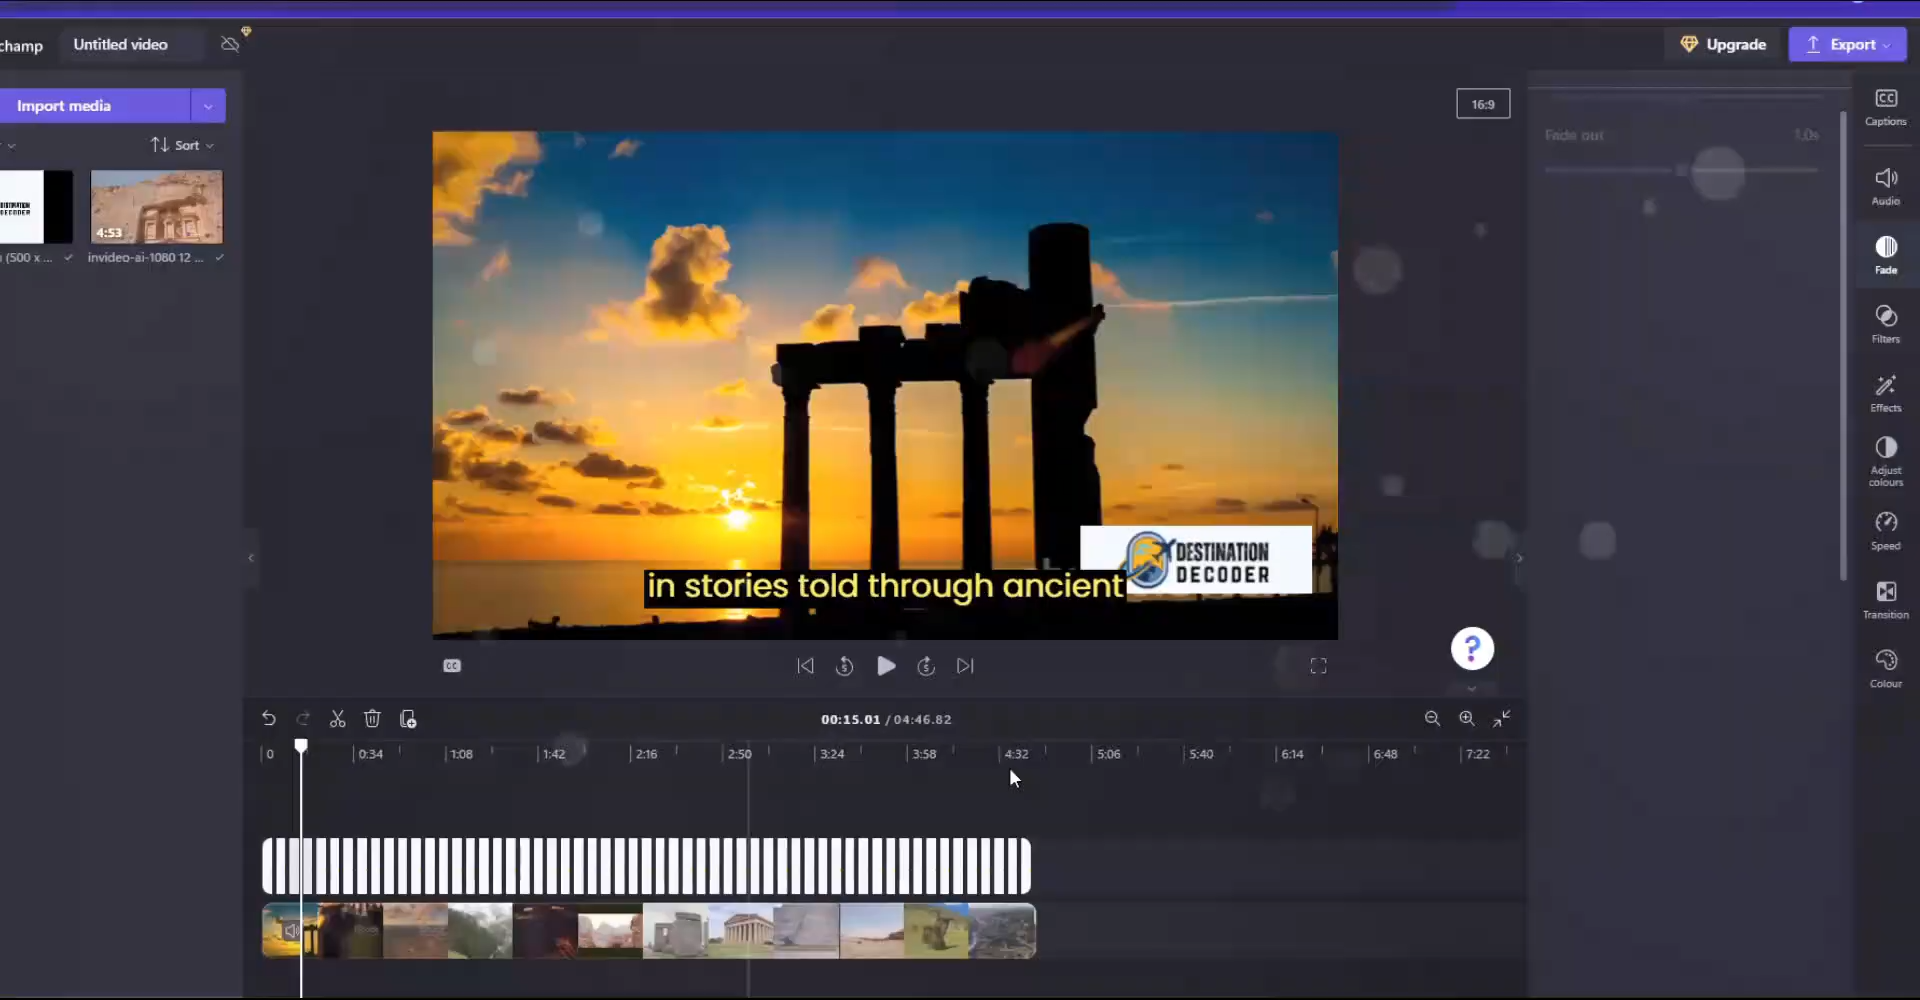 champ
Untitled video
Upgrade
Export
Import media
Sort
16:9
Fade out
1.0s
CC
Captions
Audio
Fade
Filters
Effects
Adjust
colours
Speed
Transition
Colour
4:53
(500 x ...
invideo-ai-1080 12 ...
DESTINATION
DECODER
in stories told through ancient
CC
5
5
?
00:15.01 / 04:46.82
0
0:34
1:08
1:42
2:16
2:50
3:24
3:58
4:32
5:06
5:40
6:14
6:48
7:22